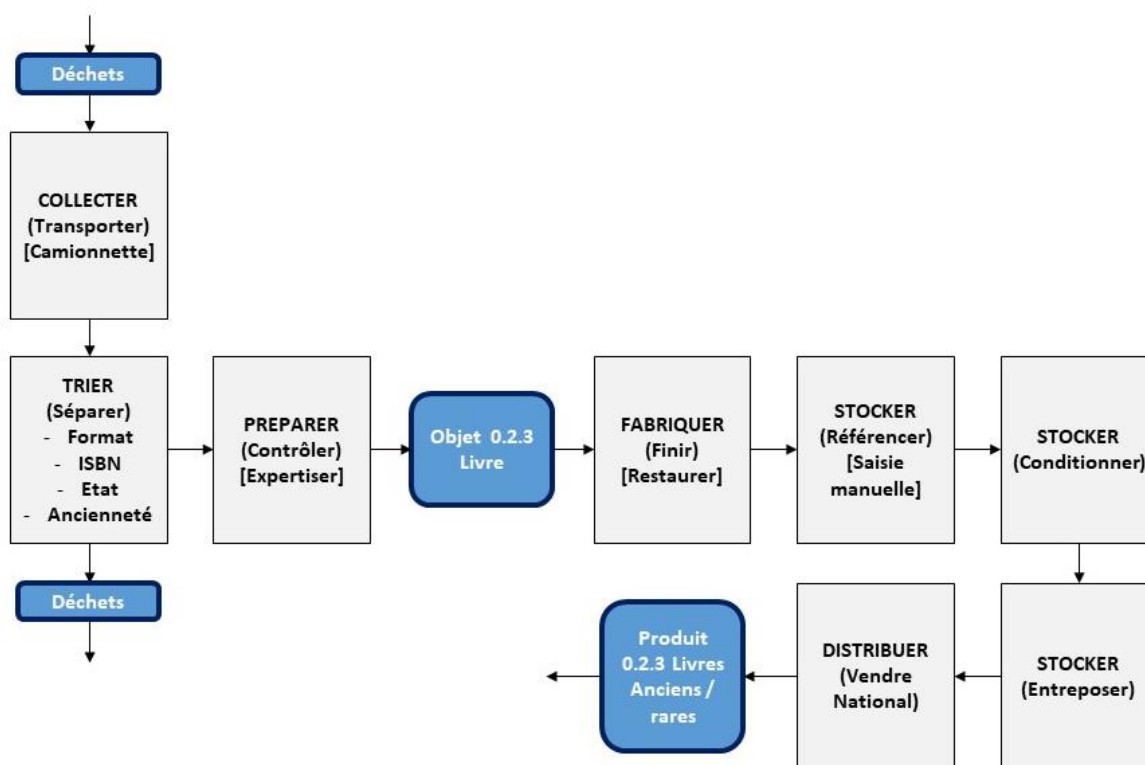 Déchets
COLLECTER
(Transporter)
[Camionnette]
TRIER
(Séparer)
- Format
- ISBN
- Etat
- Ancienneté
PREPARER
(Contrôler)
[Expertiser]
Objet 0.2.3
Livre
FABRIQUER
(Finir)
[Restaurer]
STOCKER
(Référencer)
[Saisie
manuelle]
STOCKER
(Conditionner)
Déchets
Produit
0.2.3 Livres
Anciens /
rares
DISTRIBUER
(Vendre
National)
STOCKER
(Entreposer)